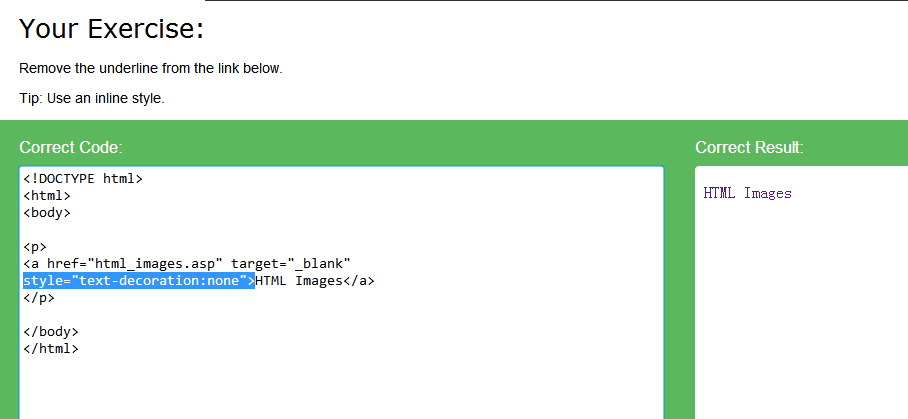 Your Exercise:
Remove the underline from the link below.
Tip: Use an inline style.
Correct Code:
<!DOCTYPE html>
<html>
<body>
<p>
<a href="html_images.asp" target="_blank"
style="text-decoration:none">HTML Images</a>
</p>
</body>
</html>
Correct Result:
HTML Images